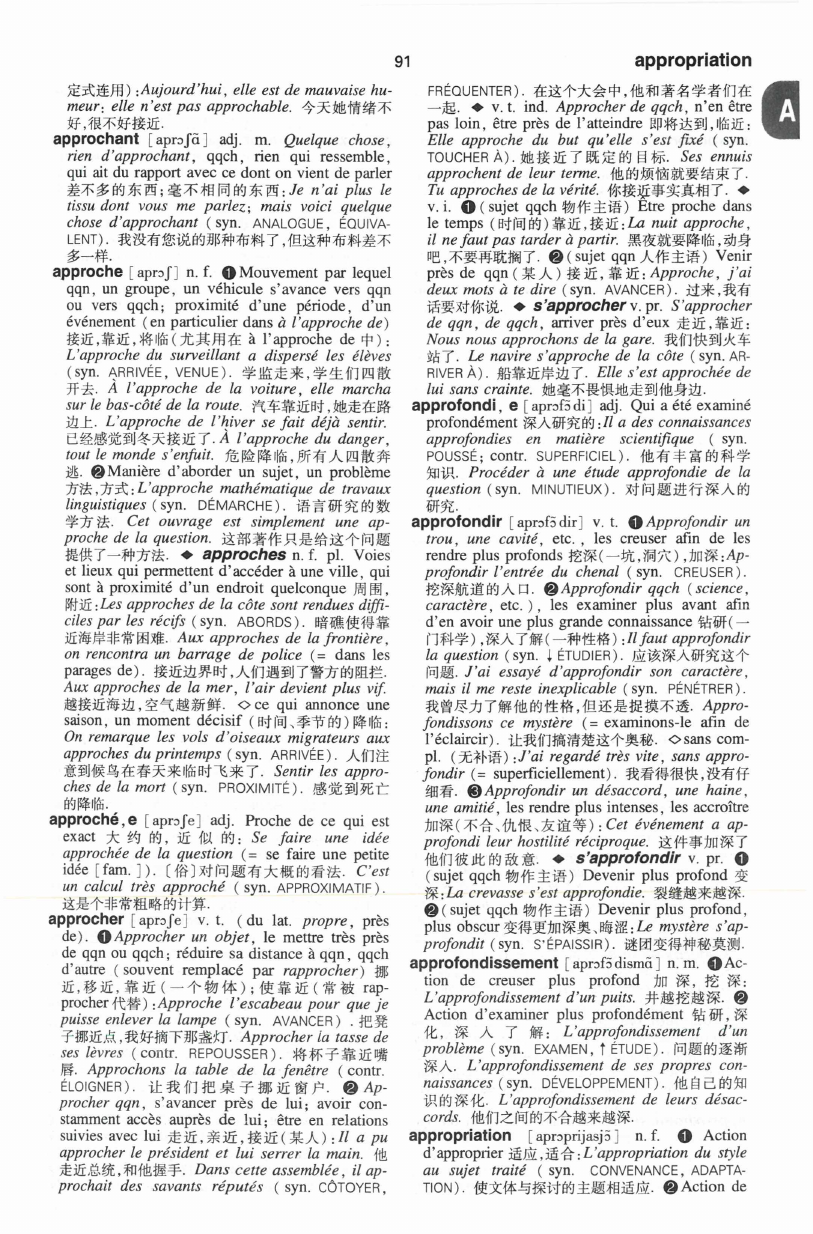 91
appropriation
A
定式连用):Aujourd'hui, elle est de mauvaise hu-
meur; elle n'est pas approchable. 今天她情绪不
好,很不好接近.
approchant [aprɔʃɑ̃] adj. m. Quelque chose,
rien d'approchant, qqch, rien qui ressemble,
qui ait du rapport avec ce dont on vient de parler
差不多的东西;毫不相同的东西:Je n'ai plus le
tissu dont vous me parlez; mais voici quelque
chose d'approchant (syn. ANALOGUE, ÉQUIVA-
LENT). 我没有您说的那种布料了,但这种布料差不
多一样.
approche [aprɔʃ] n. f. ❶Mouvement par lequel
qqn, un groupe, un véhicule s'avance vers qqn
ou vers qqch; proximité d'une période, d'un
événement (en particulier dans à l'approche de)
接近,靠近,将临(尤其用在 à l'approche de 中):
L'approche du surveillant a dispersé les élèves
(syn. ARRIVÉE, VENUE). 学监走来,学生们四散
开去. À l'approche de la voiture, elle marcha
sur le bas-côté de la route. 汽车靠近时,她走在路
边上. L'approche de l'hiver se fait déjà sentir.
已经感觉到冬天接近了. À l'approche du danger,
tout le monde s'enfuit. 危险降临,所有人四散奔
逃. ❷Manière d'aborder un sujet, un problème
方法,方式:L'approche mathématique de travaux
linguistiques (syn. DÉMARCHE). 语言研究的数
学方法. Cet ouvrage est simplement une ap-
proche de la question. 这部著作只是给这个问题
提供了一种方法. ◆ approches n. f. pl. Voies
et lieux qui permettent d'accéder à une ville, qui
sont à proximité d'un endroit quelconque 周围,
附近:Les approches de la côte sont rendues diffi-
ciles par les récifs (syn. ABORDS). 暗礁使得靠
近海岸非常困难. Aux approches de la frontière,
on rencontra un barrage de police (= dans les
parages de). 接近边界时,人们遇到了警方的阻拦.
Aux approches de la mer, l'air devient plus vif.
越接近海边,空气越新鲜. ◇ce qui annonce une
saison, un moment décisif (时间、季节的)降临:
On remarque les vols d'oiseaux migrateurs aux
approches du printemps (syn. ARRIVÉE). 人们注
意到候鸟在春天来临时飞来了. Sentir les appro-
ches de la mort (syn. PROXIMITÉ). 感觉到死亡
的降临.
approché,e [aprɔʃe] adj. Proche de ce qui est
exact 大约的,近似的: Se faire une idée
approchée de la question (= se faire une petite
idée [fam.]). [俗]对问题有大概的看法. C'est
un calcul très approché (syn. APPROXIMATIF).
这是个非常粗略的计算.
approcher [aprɔʃe] v. t. (du lat. propre, près
de). ❶Approcher un objet, le mettre très près
de qqn ou qqch; réduire sa distance à qqn, qqch
d'autre (souvent remplacé par rapprocher) 挪
近,移近,靠近(一个物体);使靠近(常被 rap-
procher代替):Approche l'escabeau pour que je
puisse enlever la lampe (syn. AVANCER) . 把凳
子挪近点,我好摘下那盏灯. Approcher la tasse de
ses lèvres (contr. REPOUSSER). 将杯子靠近嘴
唇. Approchons la table de la fenêtre (contr.
ÉLOIGNER). 让我们把桌子挪近窗户. ❷ Ap-
procher qqn, s'avancer près de lui; avoir con-
stamment accès auprès de lui; être en relations
suivies avec lui 走近,亲近,接近(某人):Il a pu
approcher le président et lui serrer la main. 他
走近总统,和他握手. Dans cette assemblée, il ap-
prochait des savants réputés (syn. CÔTOYER,
FRÉQUENTER). 在这个大会中,他和著名学者们在
一起. ◆ v. t. ind. Approcher de qqch, n'en être
pas loin, être près de l'atteindre 即将达到,临近:
Elle approche du but qu'elle s'est fixé (syn.
TOUCHER À). 她接近了既定的目标. Ses ennuis
approchent de leur terme. 他的烦恼就要结束了.
Tu approches de la vérité. 你接近事实真相了. ◆
v. i. ❶(sujet qqch 物作主语) Être proche dans
le temps (时间的)靠近,接近:La nuit approche,
il ne faut pas tarder à partir. 黑夜就要降临,动身
吧,不要再耽搁了. ❷(sujet qqn 人作主语) Venir
près de qqn (某人)接近,靠近:Approche, j'ai
deux mots à te dire (syn. AVANCER). 过来,我有
话要对你说. ◆ s'approcher v. pr. S'approcher
de qqn, de qqch, arriver près d'eux 走近,靠近:
Nous nous approchons de la gare. 我们快到火车
站了. Le navire s'approche de la côte (syn. AR-
RIVER À). 船靠近岸边了. Elle s'est approchée de
lui sans crainte. 她毫不畏惧地走到他身边.
approfondi, e [aprɔfɔ̃di] adj. Qui a été examiné
profondément 深入研究的:Il a des connaissances
approfondies en matière scientifique ( syn.
POUSSÉ; contr. SUPERFICIEL). 他有丰富的科学
知识. Procéder à une étude approfondie de la
question (syn. MINUTIEUX). 对问题进行深入的
研究.
approfondir [aprɔfɔ̃dir] v. t. ❶Approfondir un
trou, une cavité, etc. , les creuser afin de les
rendre plus profonds 挖深(一坑,洞穴),加深:Ap-
profondir l'entrée du chenal (syn. CREUSER).
挖深航道的入口. ❷Approfondir qqch (science,
caractère, etc.), les examiner plus avant afin
d'en avoir une plus grande connaissance 钻研(一
门科学),深入了解(一种性格):Il faut approfondir
la question (syn. ↓ÉTUDIER). 应该深入研究这个
问题. J'ai essayé d'approfondir son caractère,
mais il me reste inexplicable (syn. PÉNÉTRER).
我曾尽力了解他的性格,但还是捉摸不透. Appro-
fondissons ce mystère (= examinons-le afin de
l'éclaircir). 让我们搞清楚这个奥秘. ◇sans com-
pl. (无补语):J'ai regardé très vite, sans appro-
fondir (= superficiellement). 我看得很快,没有仔
细看. ❸Approfondir un désaccord, une haine,
une amitié, les rendre plus intenses, les accroître
加深(不合、仇恨、友谊等):Cet événement a ap-
profondi leur hostilité réciproque. 这件事加深了
他们彼此的敌意. ◆ s'approfondir v. pr. ❶
(sujet qqch 物作主语) Devenir plus profond 变
深:La crevasse s'est approfondie. 裂缝越来越深.
❷(sujet qqch 物作主语) Devenir plus profond,
plus obscur 变得更加深奥、晦涩:Le mystère s'ap-
profondit (syn. S'ÉPAISSIR). 谜团变得神秘莫测.
approfondissement [aprɔfɔ̃dismɑ̃] n. m. ❶Ac-
tion de creuser plus profond 加深,挖深:
L'approfondissement d'un puits. 井越挖越深. ❷
Action d'examiner plus profondément 钻研,深
化,深入了解: L'approfondissement d'un
problème (syn. EXAMEN, ↑ÉTUDE). 问题的逐渐
深入. L'approfondissement de ses propres con-
naissances (syn. DÉVELOPPEMENT). 他自己的知
识的深化. L'approfondissement de leurs désac-
cords. 他们之间的不合越来越深.
appropriation [aprɔprijasjɔ̃] n. f. ❶ Action
d'approprier 适应,适合:L'appropriation du style
au sujet traité ( syn. CONVENANCE, ADAPTA-
TION). 使文体与探讨的主题相适应. ❷Action de